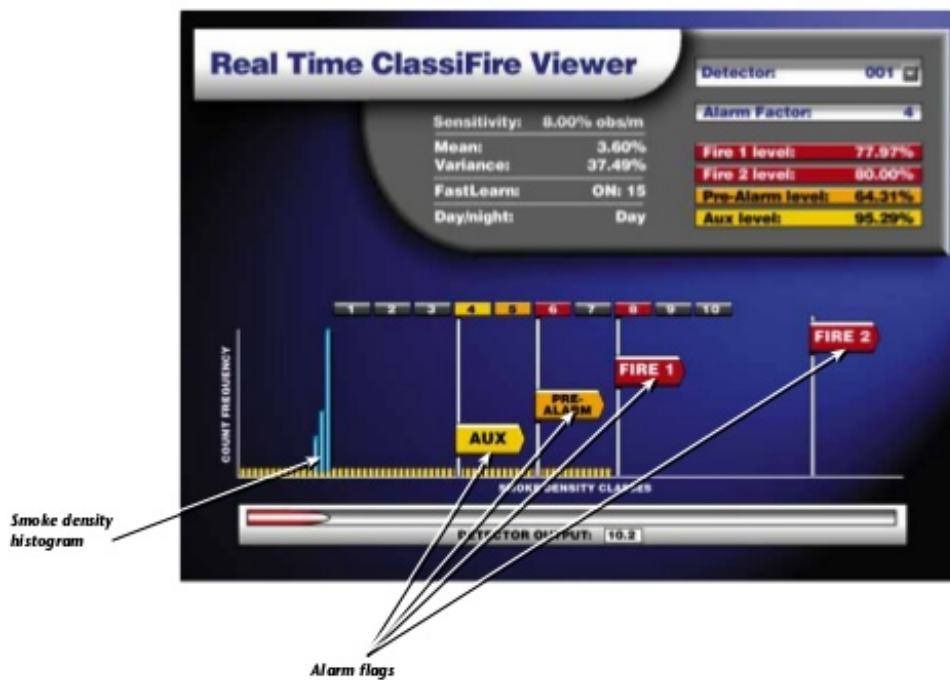 Real Time ClassiFire Viewer
Detector: 001
Alarm Factor: 4
Sensitivity: 8.00% obs/m
Mean: 3.60%
Variance: 37.49%
FastLearn: ON: 15
Day/night: Day
Fire 1 level: 77.97%
Fire 2 level: 80.00%
Pre-Alarm level: 64.31%
Aux level: 95.29%
1 2 3 4 5 6 7 8 9 10
FIRE 2
FIRE 1
PRE-
ALARM
AUX
COUNT FREQUENCY
SMOKE DENSITY CLASSES
DETECTOR OUTPUT: 10.2
Smoke density
histogram
Alarm flags